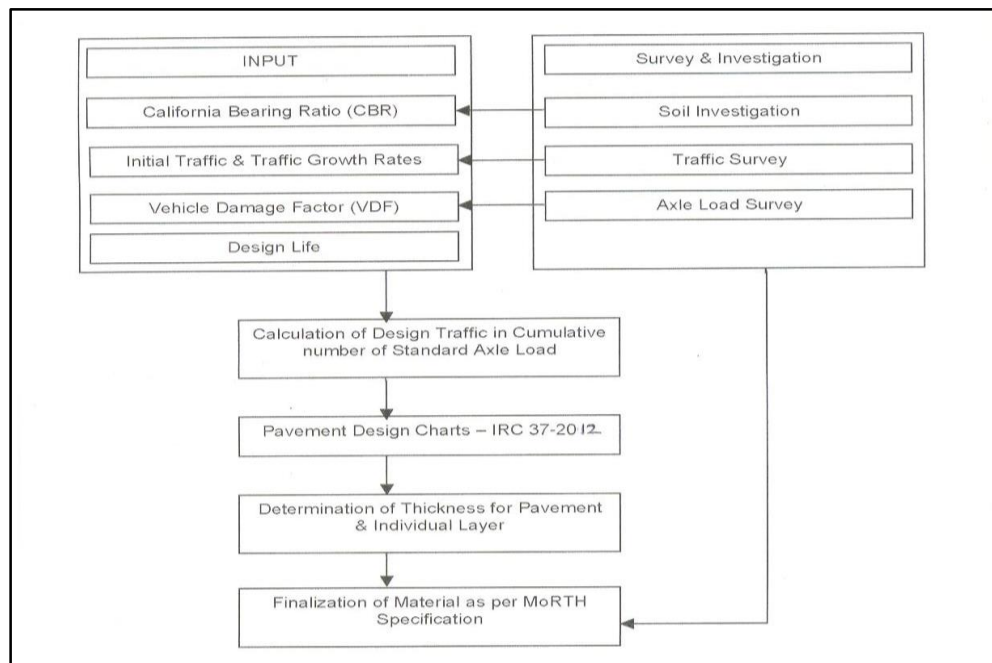 INPUT
California Bearing Ratio (CBR)
Initial Traffic & Traffic Growth Rates
Vehicle Damage Factor (VDF)
Design Life
Survey & Investigation
Soil Investigation
Traffic Survey
Axle Load Survey
Calculation of Design Traffic in Cumulative
number of Standard Axle Load
Pavement Design Charts – IRC 37-2012
Determination of Thickness for Pavement
& Individual Layer
Finalization of Material as per MoRTH
Specification